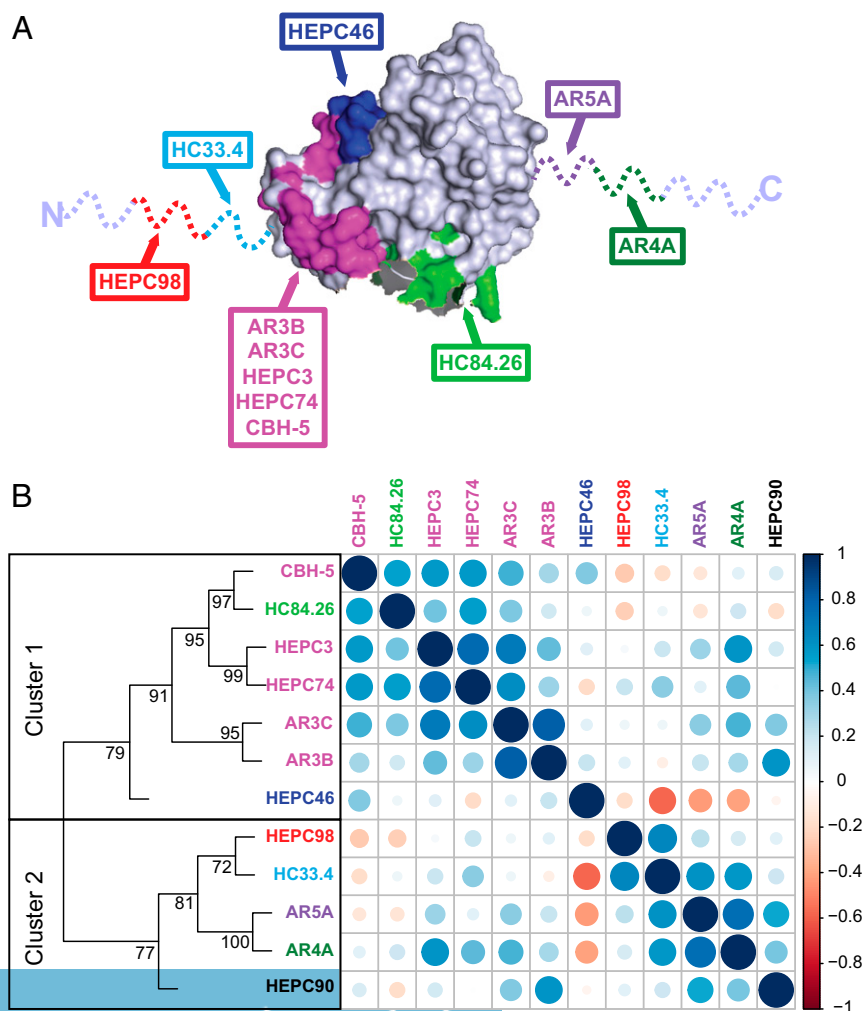 A
HEPC46
AR5A
HC33.4
N
C
HEPC98
AR4A
AR3B
AR3C
HEPC3
HEPC74
CBH-5
HC84.26
B
CBH-5
HC84.26
HEPC3
HEPC74
AR3C
AR3B
HEPC46
HEPC98
HC33.4
AR5A
AR4A
HEPC90
Cluster 1
CBH-5
97
HC84.26
95
HEPC3
99
HEPC74
91
AR3C
95
AR3B
79
HEPC46
Cluster 2
HEPC98
72
HC33.4
81
AR5A
100
AR4A
77
HEPC90
1
0.8
0.6
0.4
0.2
0
−0.2
−0.4
−0.6
−0.8
−1